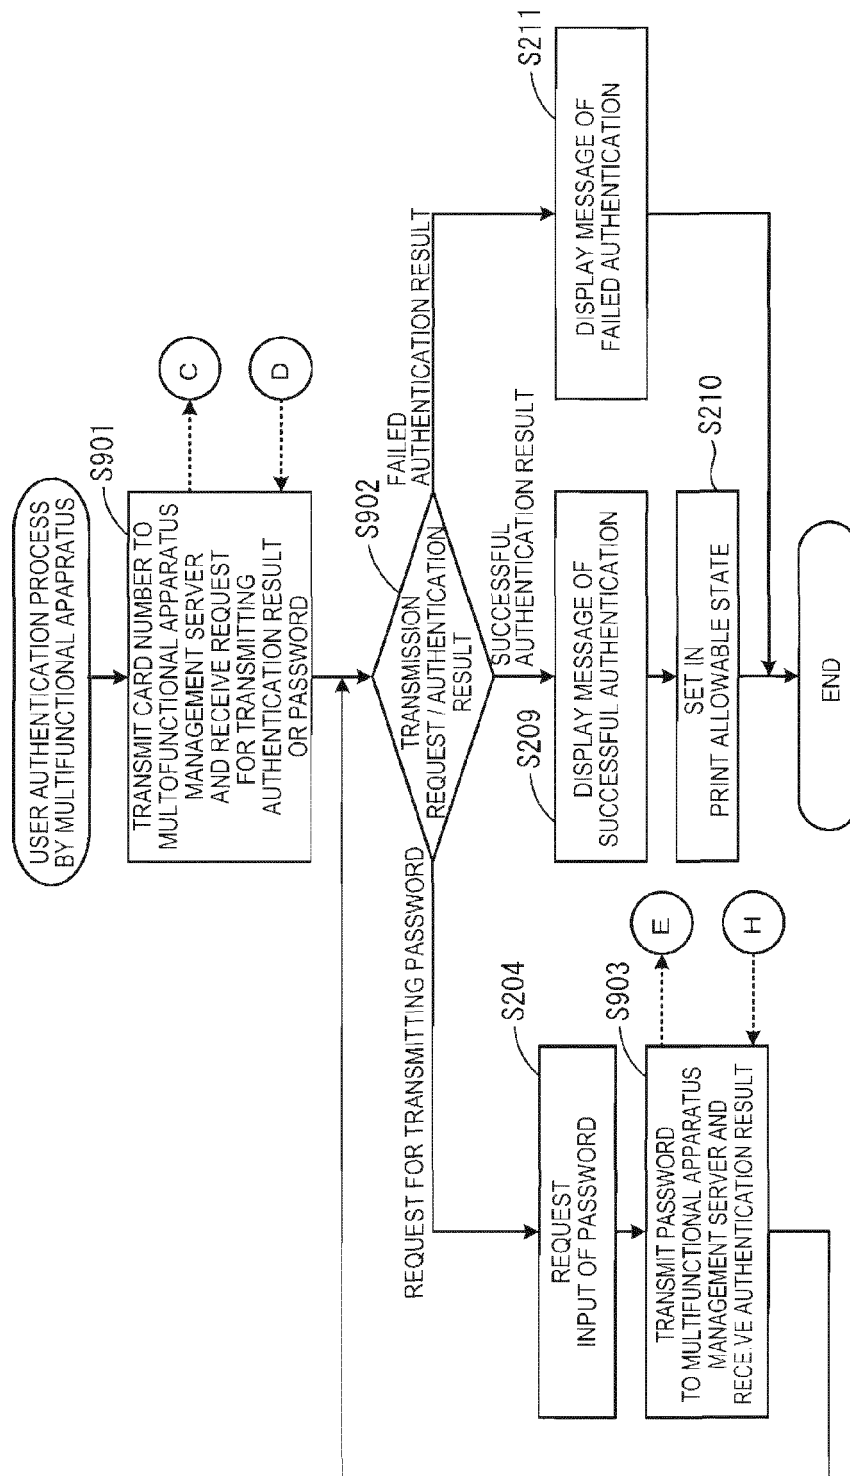 USER AUTHENTICATION PROCESS
BY MULTIFUNCTIONAL APAPRATUS
S901
TRANSMIT CARD NUMBER TO
MULTOFUNCTIONAL APPARATUS
MANAGEMENT SERVER
AND RECEIVE REQUEST
FOR TRANSMITTING
AUTHENTICATION RESULT
OR PASSWORD
C
D
S902
TRANSMISSION
REQUEST / AUTHENTICATION
RESULT
REQUEST FOR TRANSMITTING PASSWORD
SUCCESSFUL
AUTHENTICATION RESULT
FAILED
AUTHENTICATION RESULT
S204
REQUEST
INPUT OF PASSWORD
S903
TRANSMIT PASSWORD
TO MULTIFUNCTIONAL APPARATUS
MANAGEMENT SERVER AND
RECEIVE AUTHENTICATION RESULT
E
H
S209
DISPLAY MESSAGE OF
SUCCESSFUL AUTHENTICATION
S210
SET IN
PRINT ALLOWABLE STATE
S211
DISPLAY MESSAGE OF
FAILED AUTHENTICATION
END